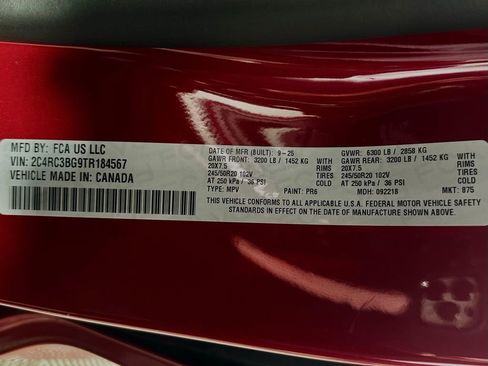 MFD BY: FCA US LLC
VIN: 2C4RC3BG9TR184567
VEHICLE MADE IN: CANADA
DATE OF MFR (BUILT): 9-25 GVWR: 6300 LB / 2858 KG
GAWR FRONT: 3200 LB / 1452 KG WITH GAWR REAR: 3200 LB / 1452 KG WITH
20X7.5 RIMS 20X7.5 RIMS
245/50R20 102V TIRES 245/50R20 102V TIRES
AT 250 kPa / 36 PSI COLD AT 250 kPa / 36 PSI COLD
TYPE: MPV PAINT: PR6 MDH: 092218 MKT: B75
THIS VEHICLE CONFORMS TO ALL APPLICABLE U.S.A. FEDERAL MOTOR VEHICLE SAFETY
STANDARDS IN EFFECT ON THE DATE OF MANUFACTURE SHOWN ABOVE.